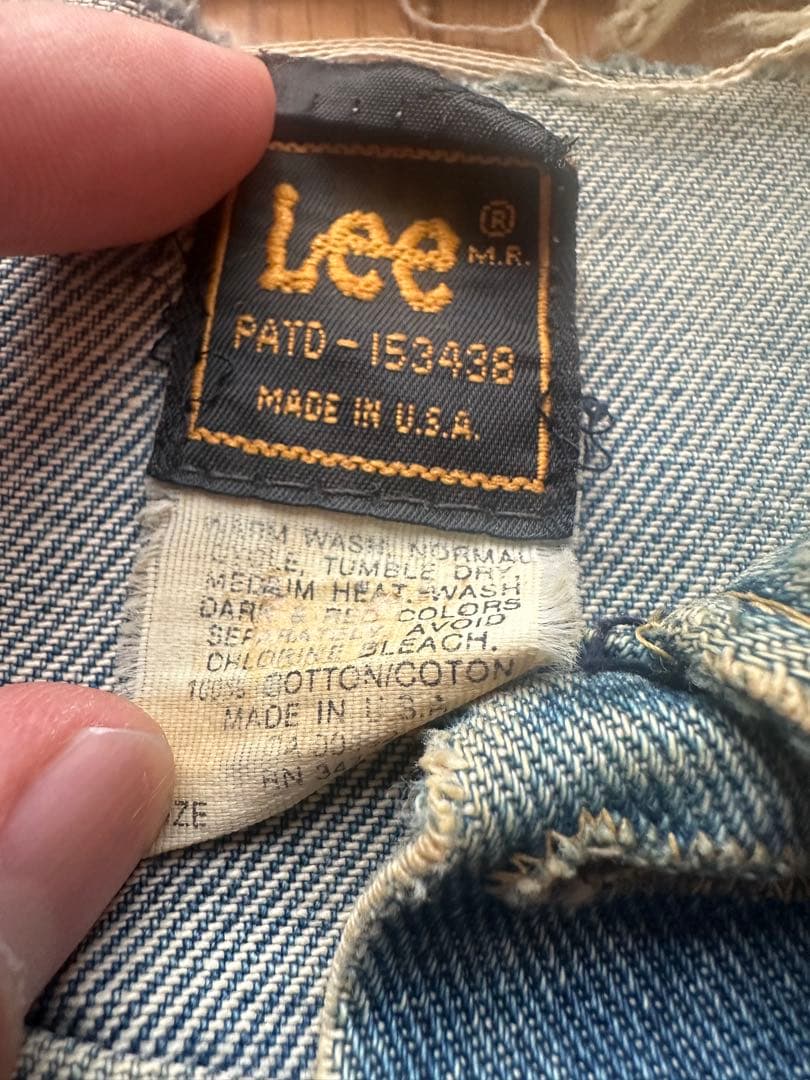 Lee ®
M.R.
PATD-153438
MADE IN U.S.A.
WARM WASH, NORMAL
TUMBLE DRY
MEDIUM HEAT. WASH
DARK & RED COLORS
SEPARATELY. AVOID
CHLORINE BLEACH.
100% COTTON/COTON
MADE IN U.S.A.
RN
ZE